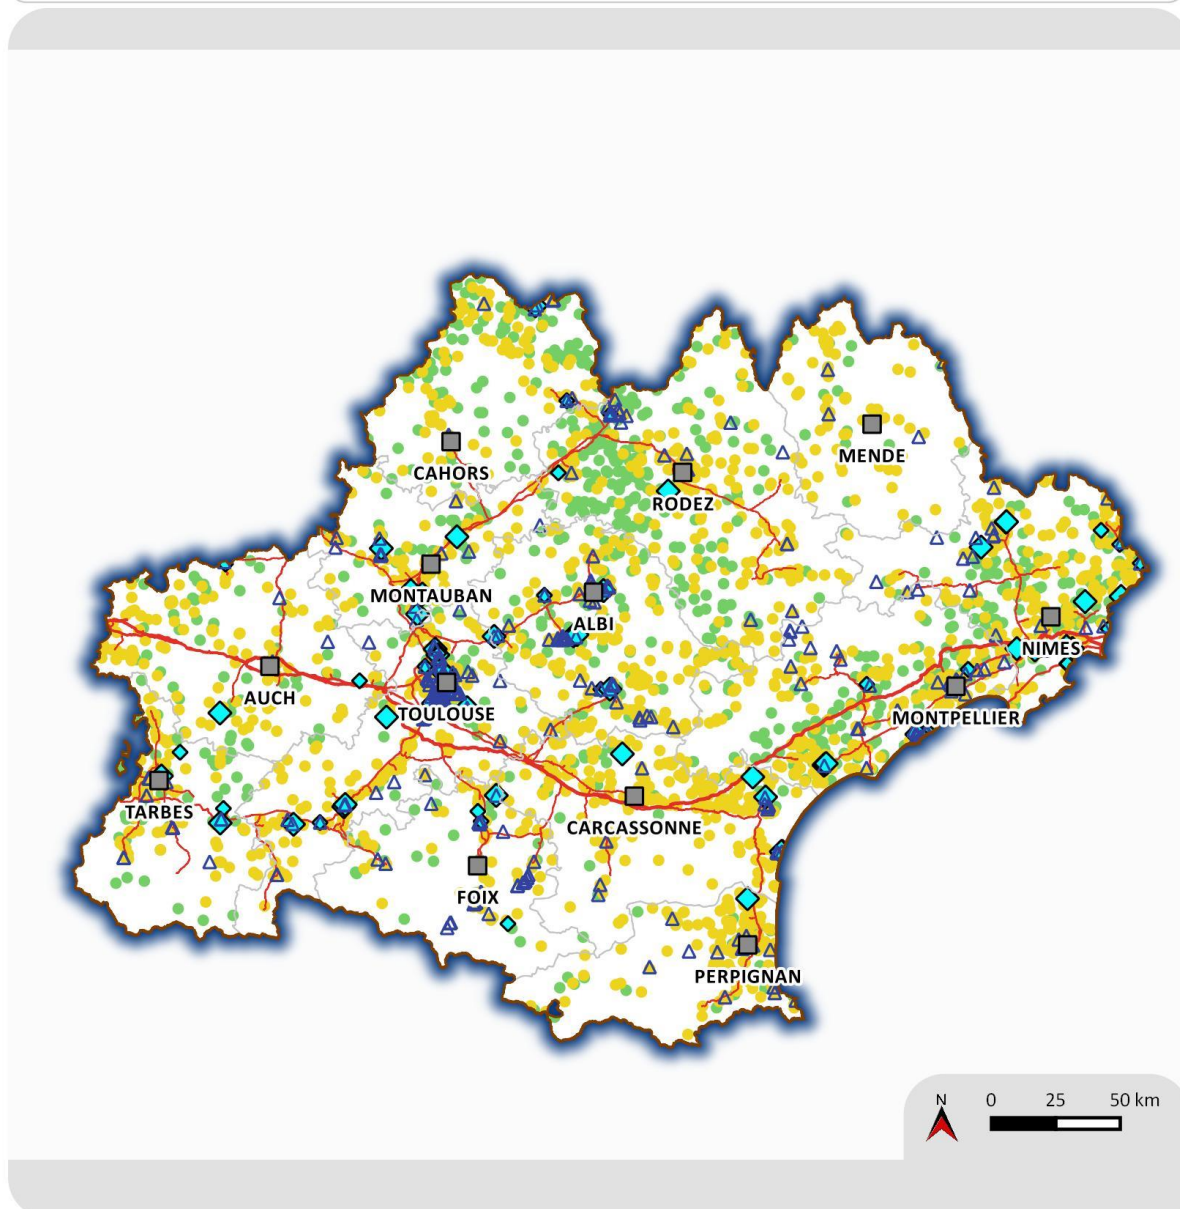 CAHORS
MENDE
RODEZ
MONTAUBAN
ALBI
NIMES
AUCH
TOULOUSE
MONTPELLIER
TARBES
CARCASSONNE
FOIX
PERPIGNAN
N 0 25 50 km